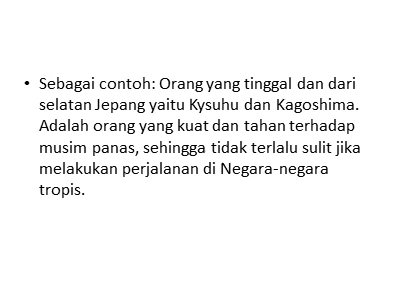 • Sebagai contoh: Orang yang tinggal dan dari
selatan Jepang yaitu Kysuhu dan Kagoshima.
Adalah orang yang kuat dan tahan terhadap
musim panas, sehingga tidak terlalu sulit jika
melakukan perjalanan di Negara-negara
tropis.